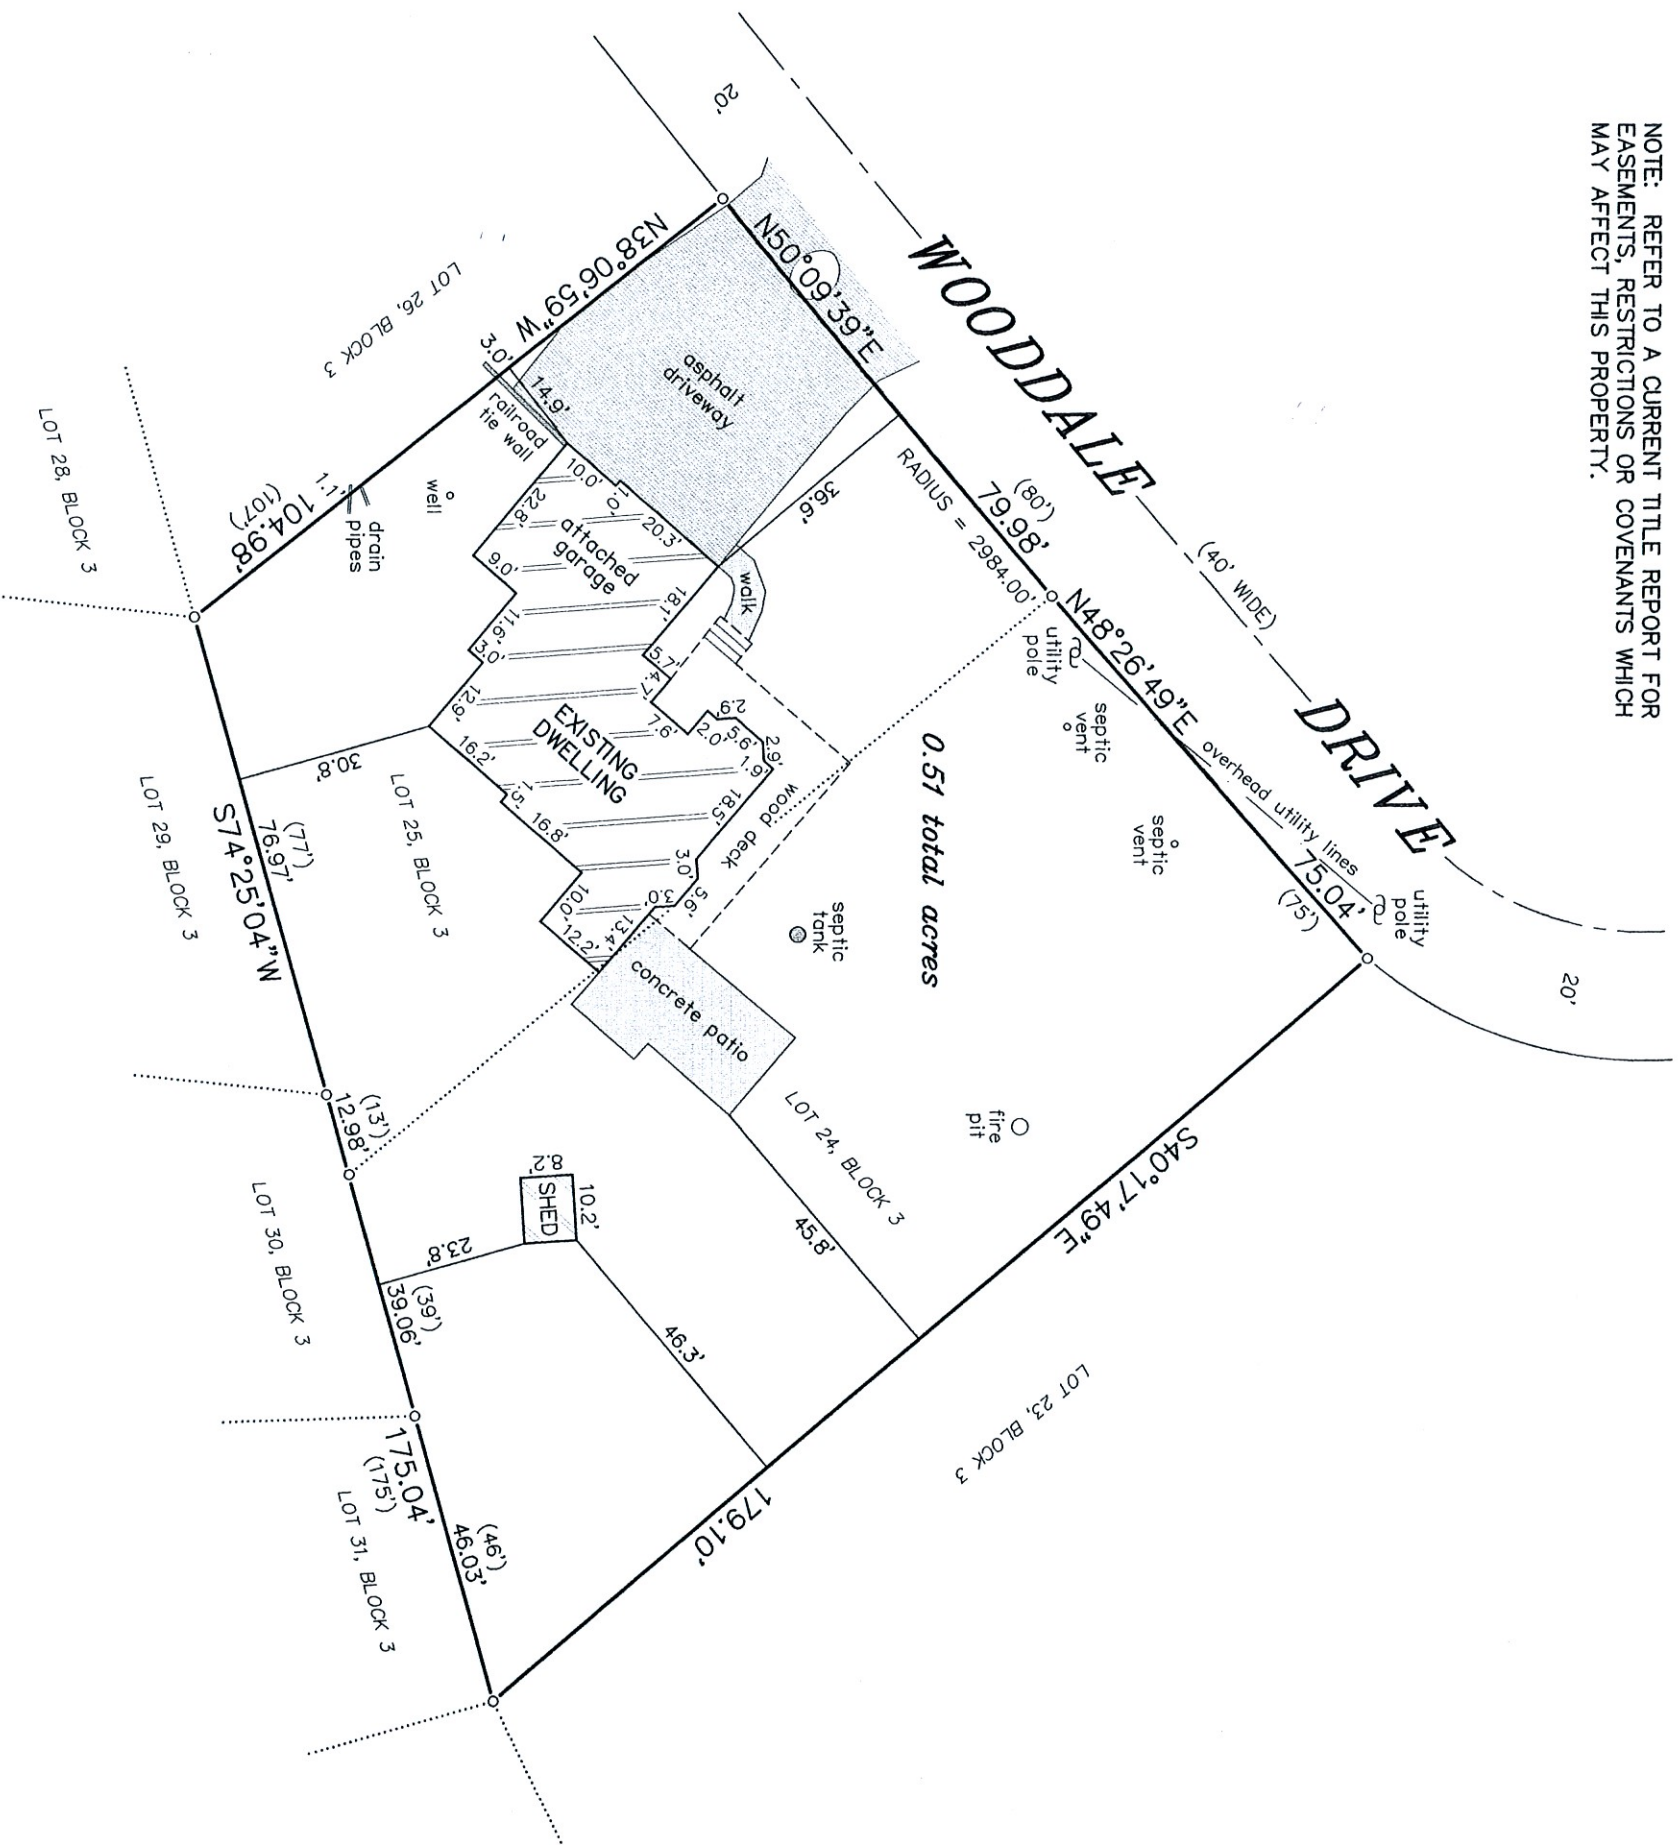 NOTE: REFER TO A CURRENT TITLE REPORT FOR
EASEMENTS, RESTRICTIONS OR COVENANTS WHICH
MAY AFFECT THIS PROPERTY.
WOODDALE DRIVE
(40' WIDE)
20'
20'
N50°09'39"E
(80')
79.98'
RADIUS = 2984.00'
N48°26'49"E
75.04'
(75')
overhead utility lines
utility
pole
utility
pole
septic
vent
septic
vent
septic
tank
0.51 total acres
fire
pit
S40°17'49"E
179.10'
LOT 23, BLOCK 3
LOT 24, BLOCK 3
45.8'
46.3'
N38°06'59"W
104.98'
(107')
LOT 26, BLOCK 3
3.0'
14.9'
railroad
tie wall
asphalt
driveway
36.6'
walk
well
drain
pipes
1.1'
attached
garage
10.0'
1.0'
20.3'
22.8'
9.0'
11.6'
3.0'
12.9'
16.2'
1.5'
16.8'
10.0'
12.2'
13.4'
3.0'
5.6'
3.0'
18.5'
1.9'
2.9'
5.6'
2.9'
2.0'
7.6'
4.7'
5.7'
18.1'
EXISTING
DWELLING
wood deck
concrete patio
30.8'
LOT 25, BLOCK 3
SHED
8.2'
10.2'
23.8'
(77')
76.97'
S74°25'04"W
(13')
12.98'
(39')
39.06'
175.04'
(175')
(46')
46.03'
LOT 28, BLOCK 3
LOT 29, BLOCK 3
LOT 30, BLOCK 3
LOT 31, BLOCK 3